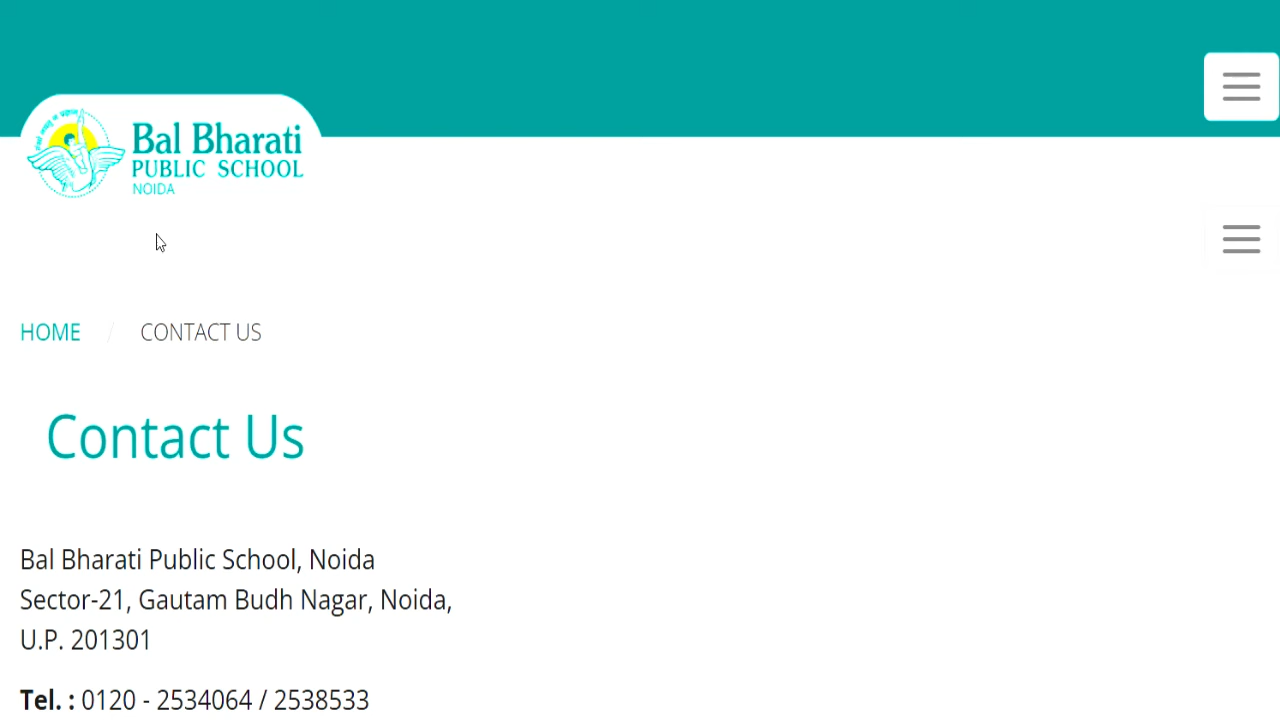 Bal Bharati
PUBLIC SCHOOL
NOIDA
HOME / CONTACT US
Contact Us
Bal Bharati Public School, Noida
Sector-21, Gautam Budh Nagar, Noida,
U.P. 201301
Tel. : 0120 - 2534064 / 2538533